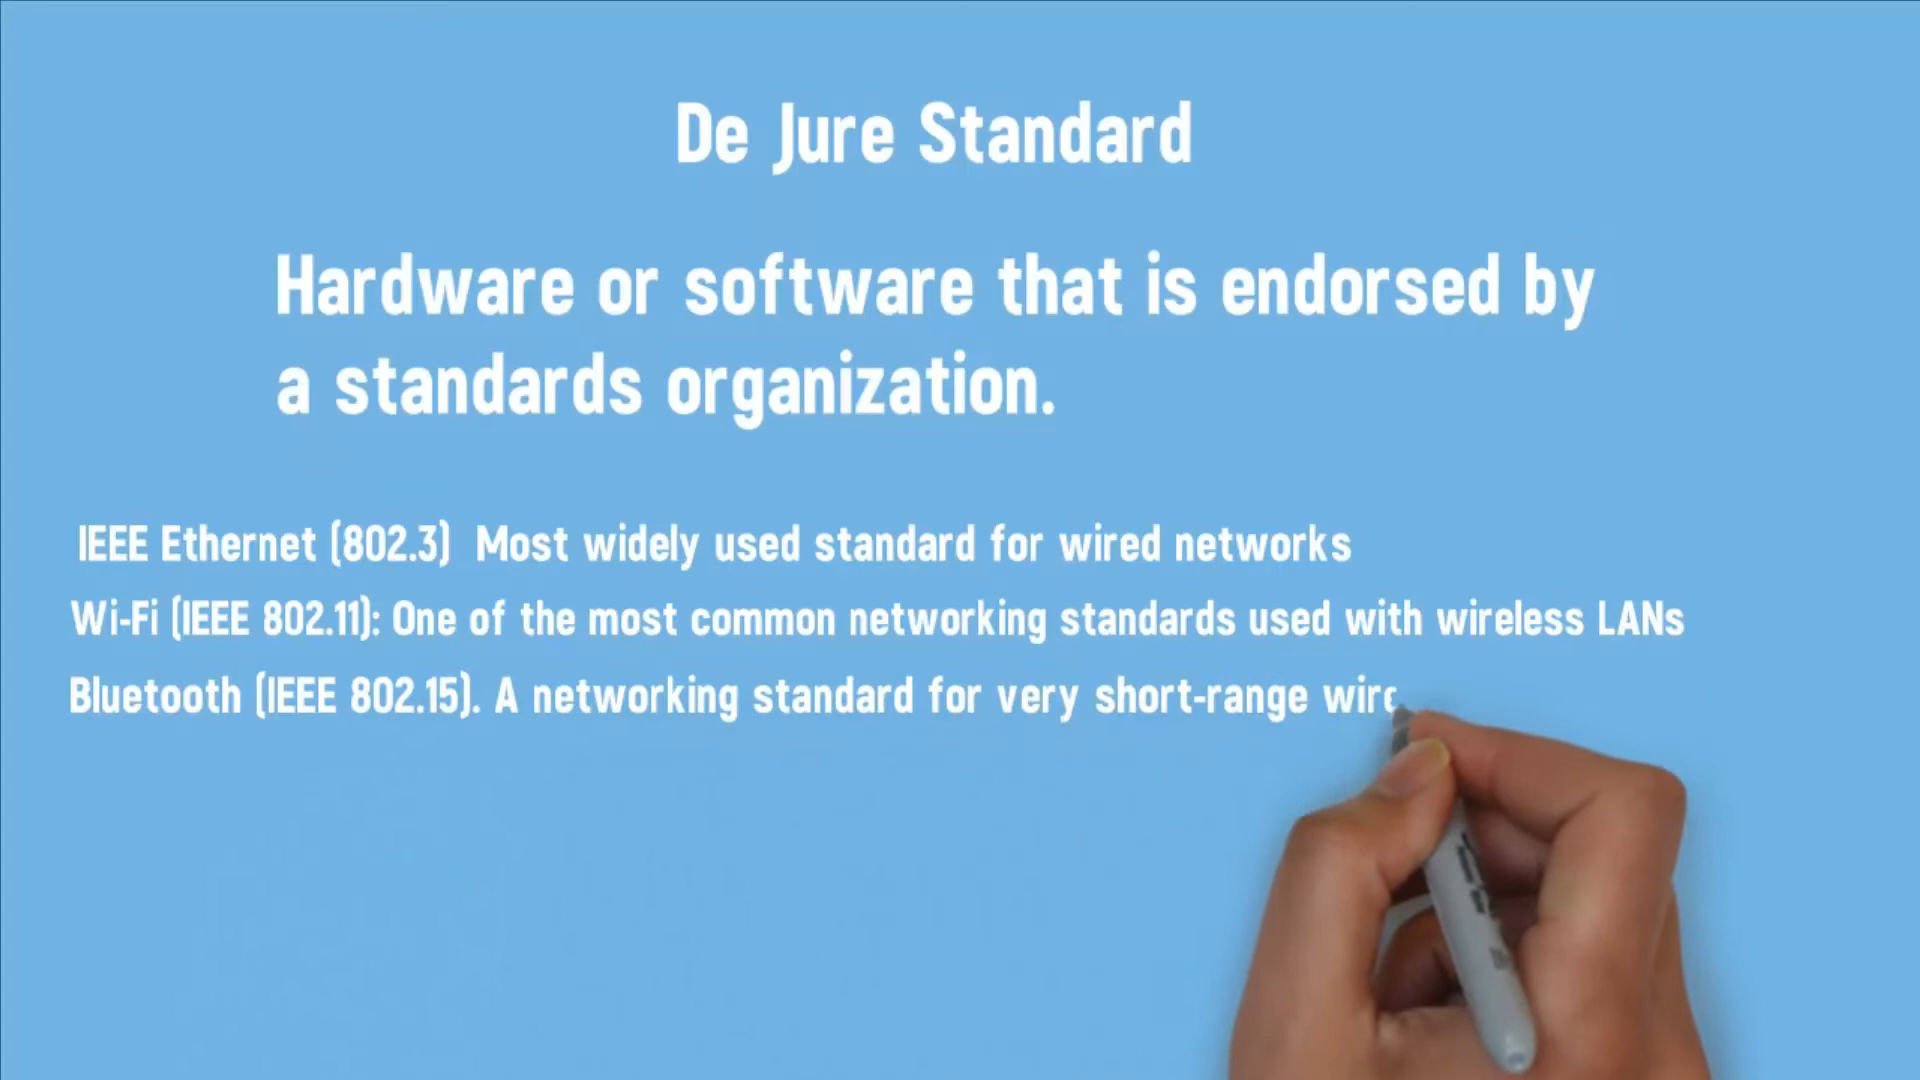 De Jure Standard
Hardware or software that is endorsed by
a standards organization.
IEEE Ethernet (802.3) Most widely used standard for wired networks
Wi-Fi (IEEE 802.11): One of the most common networking standards used with wireless LANs
Bluetooth (IEEE 802.15). A networking standard for very short-range